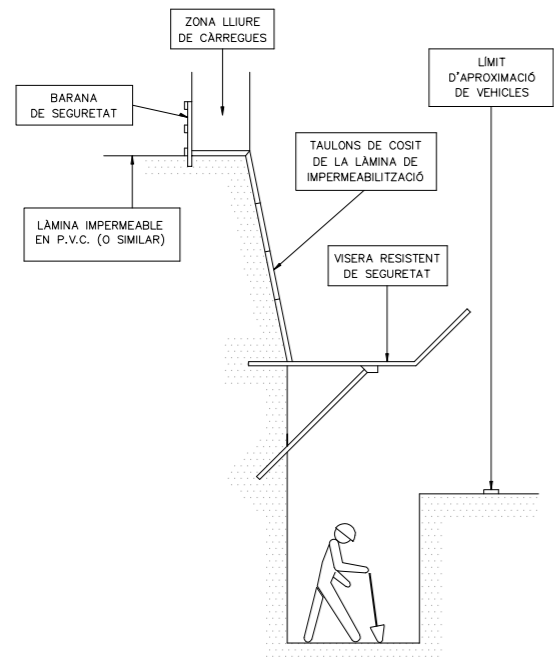 ZONA LLIURE
DE CÀRREGUES
LÍMIT
D'APROXIMACIÓ
DE VEHICLES
BARANA
DE SEGURETAT
TAULONS DE COSIT
DE LA LÀMINA DE
IMPERMEABILITZACIÓ
LÀMINA IMPERMEABLE
EN P.V.C. (O SIMILAR)
VISERA RESISTENT
DE SEGURETAT